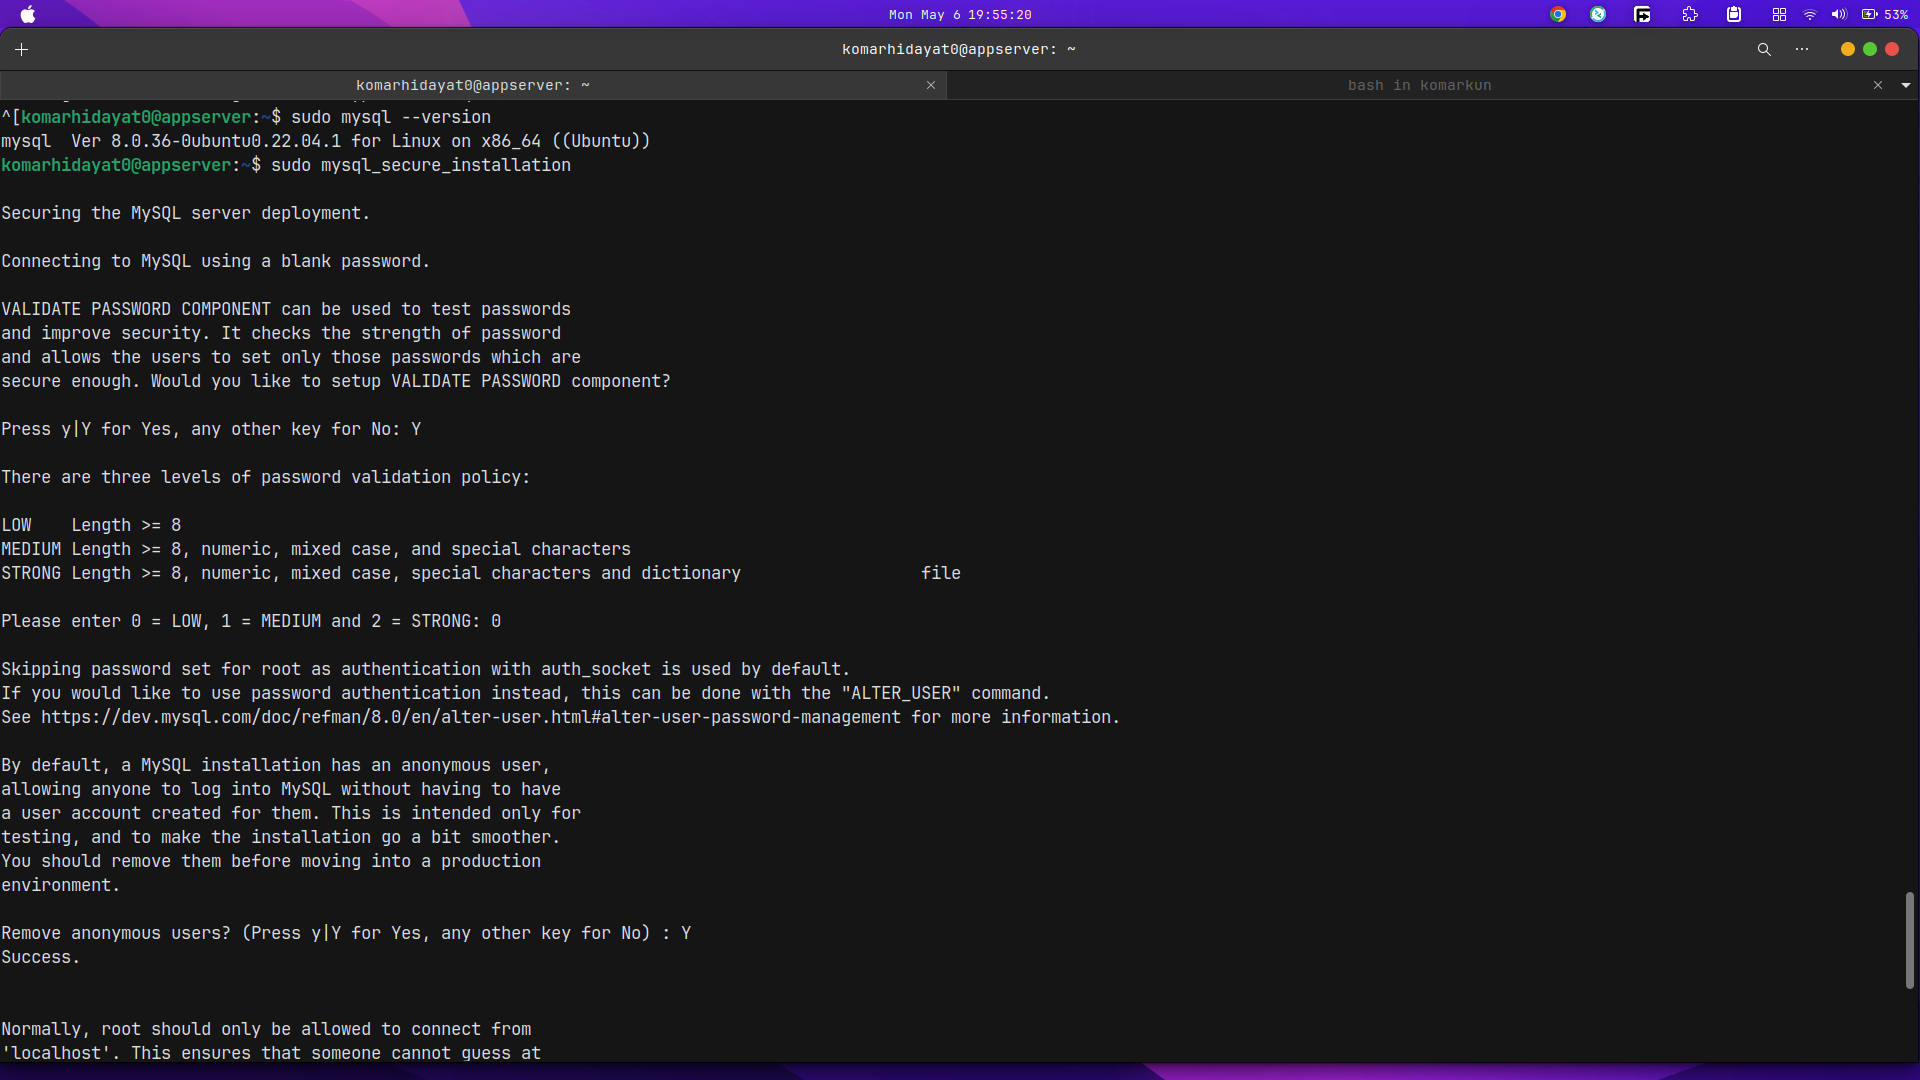 Mon May 6 19:55:20
53%
komarhidayat0@appserver: ~
komarhidayat0@appserver: ~
bash in komarkun
^[komarhidayat0@appserver:~$ sudo mysql --version
mysql  Ver 8.0.36-0ubuntu0.22.04.1 for Linux on x86_64 ((Ubuntu))
komarhidayat0@appserver:~$ sudo mysql_secure_installation
Securing the MySQL server deployment.
Connecting to MySQL using a blank password.
VALIDATE PASSWORD COMPONENT can be used to test passwords
and improve security. It checks the strength of password
and allows the users to set only those passwords which are
secure enough. Would you like to setup VALIDATE PASSWORD component?
Press y|Y for Yes, any other key for No: Y
There are three levels of password validation policy:
LOW    Length >= 8
MEDIUM Length >= 8, numeric, mixed case, and special characters
STRONG Length >= 8, numeric, mixed case, special characters and dictionary                  file
Please enter 0 = LOW, 1 = MEDIUM and 2 = STRONG: 0
Skipping password set for root as authentication with auth_socket is used by default.
If you would like to use password authentication instead, this can be done with the "ALTER_USER" command.
See https://dev.mysql.com/doc/refman/8.0/en/alter-user.html#alter-user-password-management for more information.
By default, a MySQL installation has an anonymous user,
allowing anyone to log into MySQL without having to have
a user account created for them. This is intended only for
testing, and to make the installation go a bit smoother.
You should remove them before moving into a production
environment.
Remove anonymous users? (Press y|Y for Yes, any other key for No) : Y
Success.
Normally, root should only be allowed to connect from
'localhost'. This ensures that someone cannot guess at